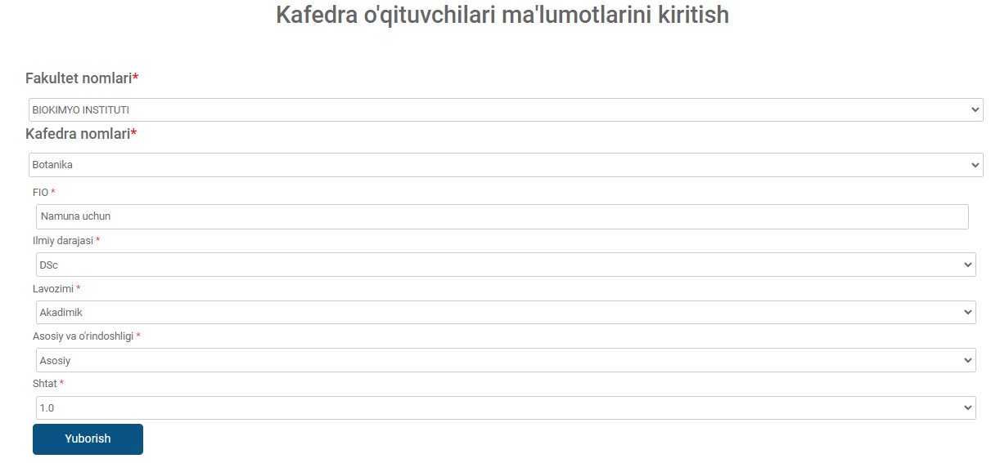 Kafedra o'qituvchilari ma'lumotlarini kiritish
Fakultet nomlari*
BIOKIMYO INSTITUTI
Kafedra nomlari*
Botanika
FIO *
Namuna uchun
Ilmiy darajasi *
DSc
Lavozimi *
Akadimik
Asosiy va o'rindoshligi *
Asosiy
Shtat *
1.0
Yuborish